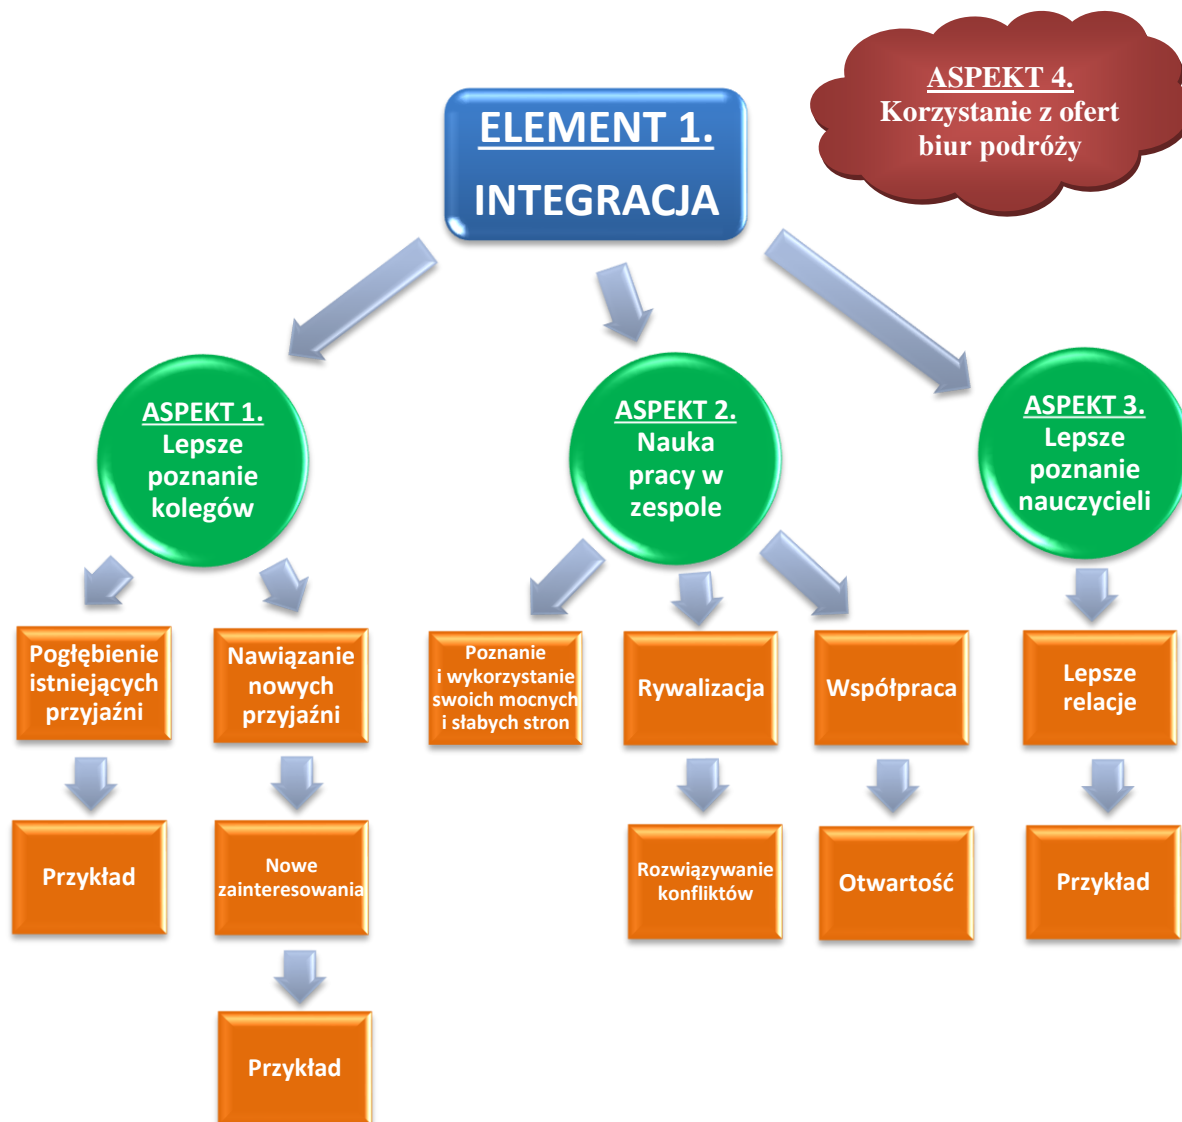 ASPEKT 4.
Korzystanie z ofert
biur podróży
ELEMENT 1.
INTEGRACJA
ASPEKT 1.
Lepsze
poznanie
kolegów
ASPEKT 2.
Nauka
pracy w
zespole
ASPEKT 3.
Lepsze
poznanie
nauczycieli
Pogłębienie
istniejących
przyjaźni
Nawiązanie
nowych
przyjaźni
Poznanie
i wykorzystanie
swoich mocnych
i słabych stron
Rywalizacja
Współpraca
Lepsze
relacje
Przykład
Nowe
zainteresowania
Rozwiązywanie
konfliktów
Otwartość
Przykład
Przykład